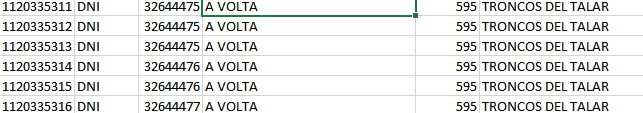 1120335311 DNI 32644475 A VOLTA 595 TRONCOS DEL TALAR
1120335312 DNI 32644475 A VOLTA 595 TRONCOS DEL TALAR
1120335313 DNI 32644475 A VOLTA 595 TRONCOS DEL TALAR
1120335314 DNI 32644476 A VOLTA 595 TRONCOS DEL TALAR
1120335315 DNI 32644476 A VOLTA 595 TRONCOS DEL TALAR
1120335316 DNI 32644477 A VOLTA 595 TRONCOS DEL TALAR